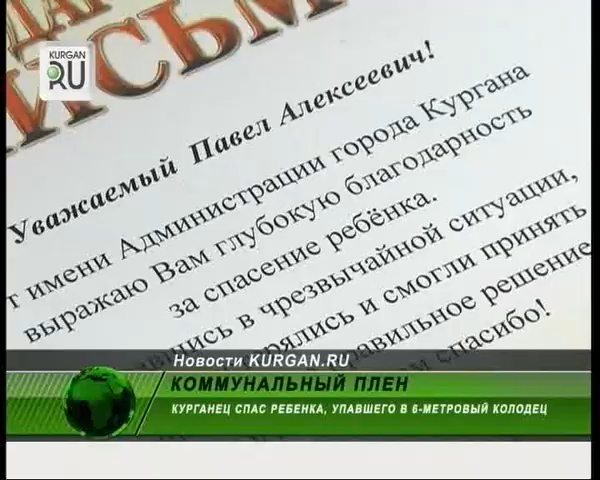 KURGAN
RU
Уважаемый Павел Алексеевич!
имени Администрации города Кургана
выражаю Вам глубокую благодарность
за спасение ребёнка.
в чрезвычайной ситуации,
и смогли принять
решение
спасибо!
Новости KURGAN.RU
КОММУНАЛЬНЫЙ ПЛЕН
КУРГАНЕЦ СПАС РЕБЕНКА, УПАВШЕГО В 6-МЕТРОВЫЙ КОЛОДЕЦ